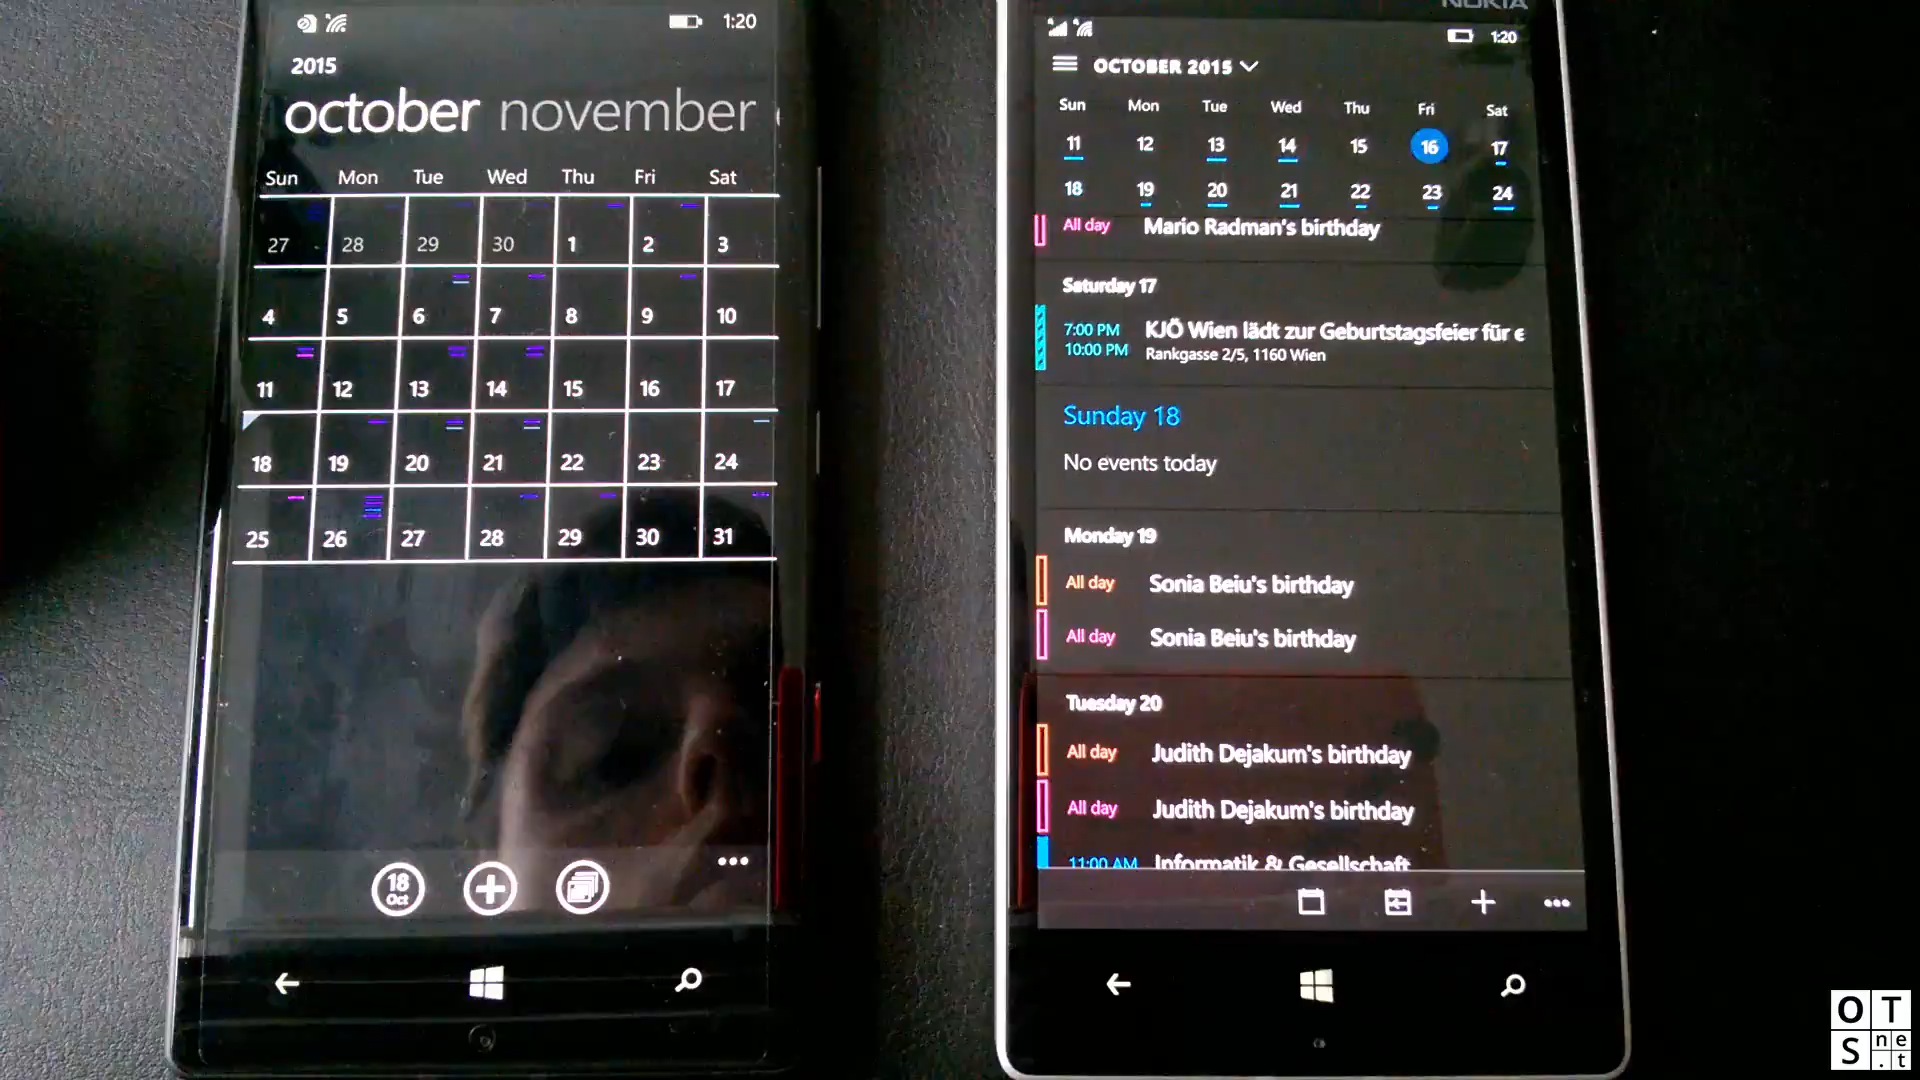 1:20
2015
october november
Sun Mon Tue Wed Thu Fri Sat
27 28 29 30 1 2 3
4 5 6 7 8 9 10
11 12 13 14 15 16 17
18 19 20 21 22 23 24
25 26 27 28 29 30 31
18
Oct
NOKIA
1:20
OCTOBER 2015
Sun Mon Tue Wed Thu Fri Sat
11 12 13 14 15 16 17
18 19 20 21 22 23 24
All day Mario Radman's birthday
Saturday 17
7:00 PM KJÖ Wien lädt zur Geburtstagsfeier für e
10:00 PM Rankgasse 2/5, 1160 Wien
Sunday 18
No events today
Monday 19
All day Sonia Beiu's birthday
All day Sonia Beiu's birthday
Tuesday 20
All day Judith Dejakum's birthday
All day Judith Dejakum's birthday
11:00 AM Informatik & Gesellschaft
OTS
ne
.t